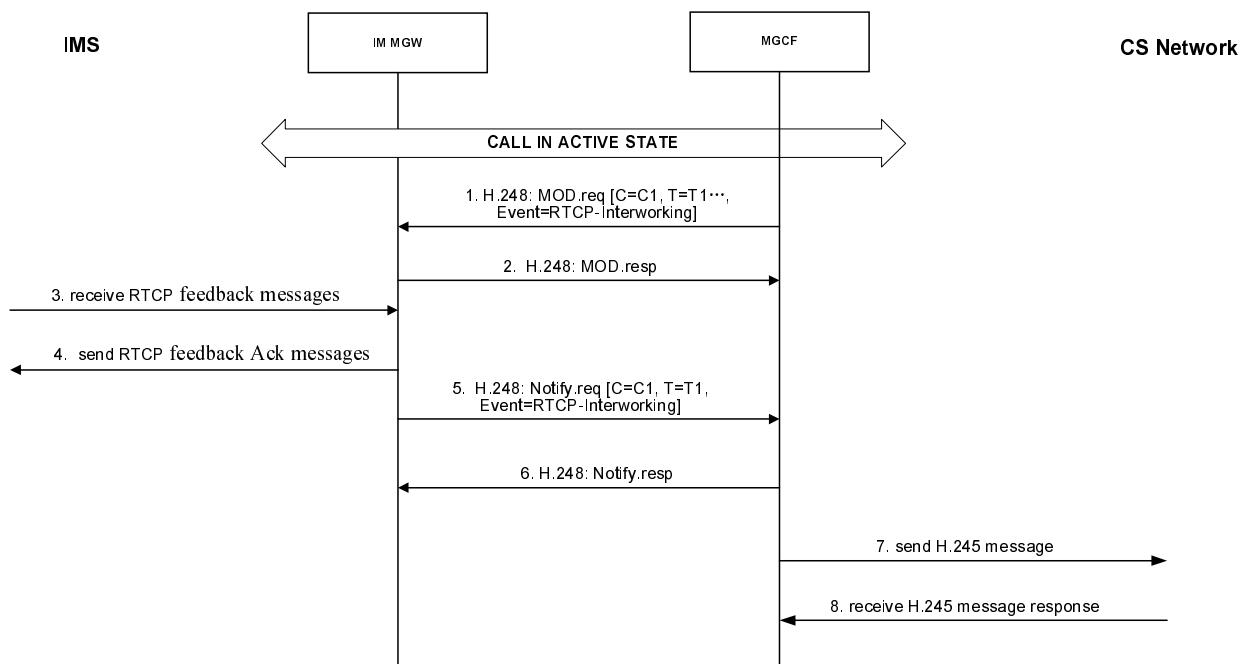 IMS
IM MGW
MGCF
CS Network
CALL IN ACTIVE STATE
1. H.248: MOD.req [C=C1, T=T1⋯,
Event=RTCP-Interworking]
2. H.248: MOD.resp
3. receive RTCP feedback messages
4. send RTCP feedback Ack messages
5. H.248: Notify.req [C=C1, T=T1,
Event=RTCP-Interworking]
6. H.248: Notify.resp
7. send H.245 message
8. receive H.245 message response